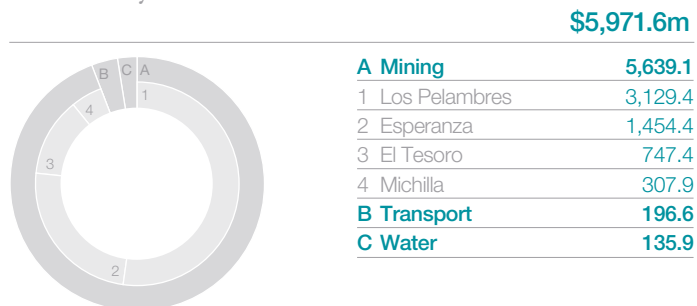 $5,971.6m
A Mining 5,639.1
1 Los Pelambres 3,129.4
2 Esperanza 1,454.4
3 El Tesoro 747.4
4 Michilla 307.9
B Transport 196.6
C Water 135.9
B C A
4 1
3
2